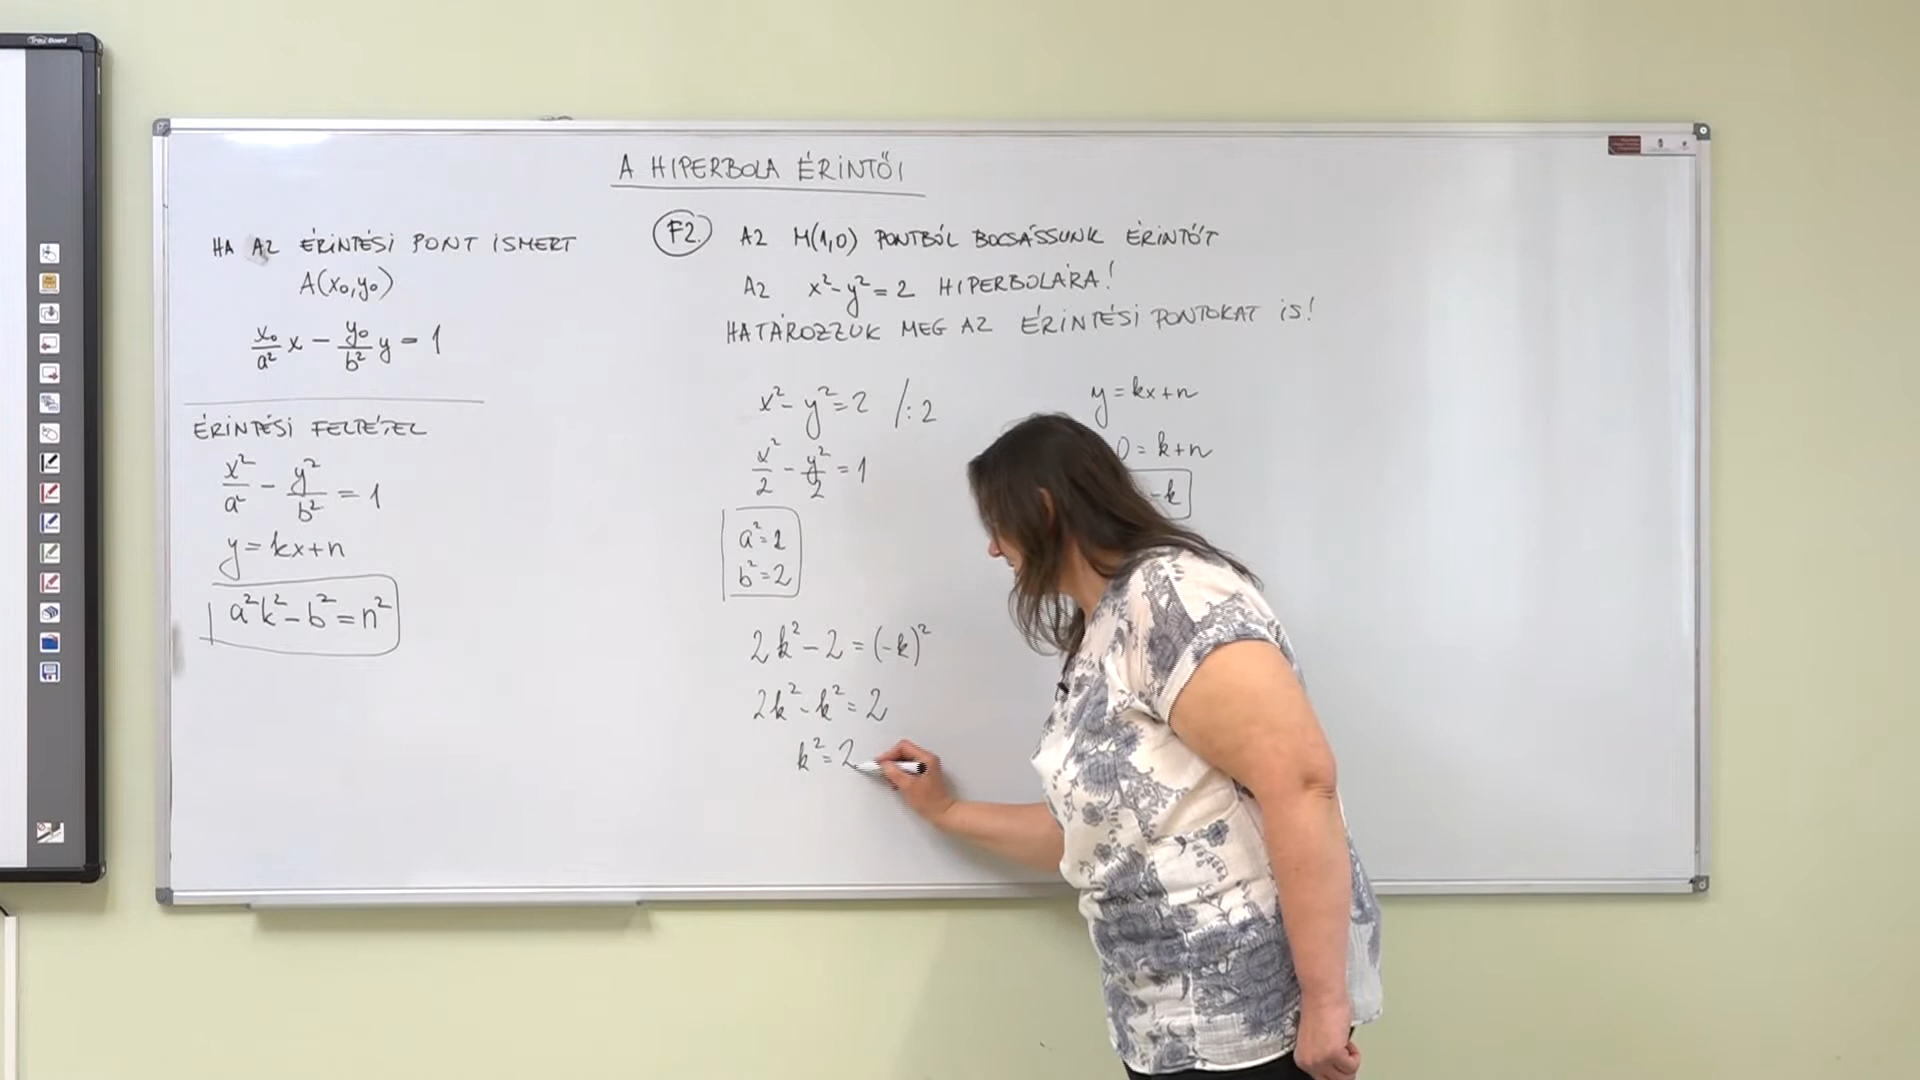 A HIPERBOLA ÉRINTŐI
HA AZ ÉRINTÉSI PONT ISMERT
A(x₀,y₀)
x₀/a² x - y₀/b² y = 1
ÉRINTÉSI FELTÉTEL
x²/a² - y²/b² = 1
y = kx+n
a²k² - b² = n²
F2. AZ M(1,0) PONTBÓL BOCSÁSSUNK ÉRINTŐT
AZ x² - y² = 2 HIPERBOLÁRA!
HATÁROZZUK MEG AZ ÉRINTÉSI PONTOKAT IS!
x² - y² = 2 /:2
x²/2 - y²/2 = 1
a² = 2
b² = 2
2k² - 2 = (-k)²
2k² - k² = 2
k² = 2
y = kx+n
0 = k+n
-k